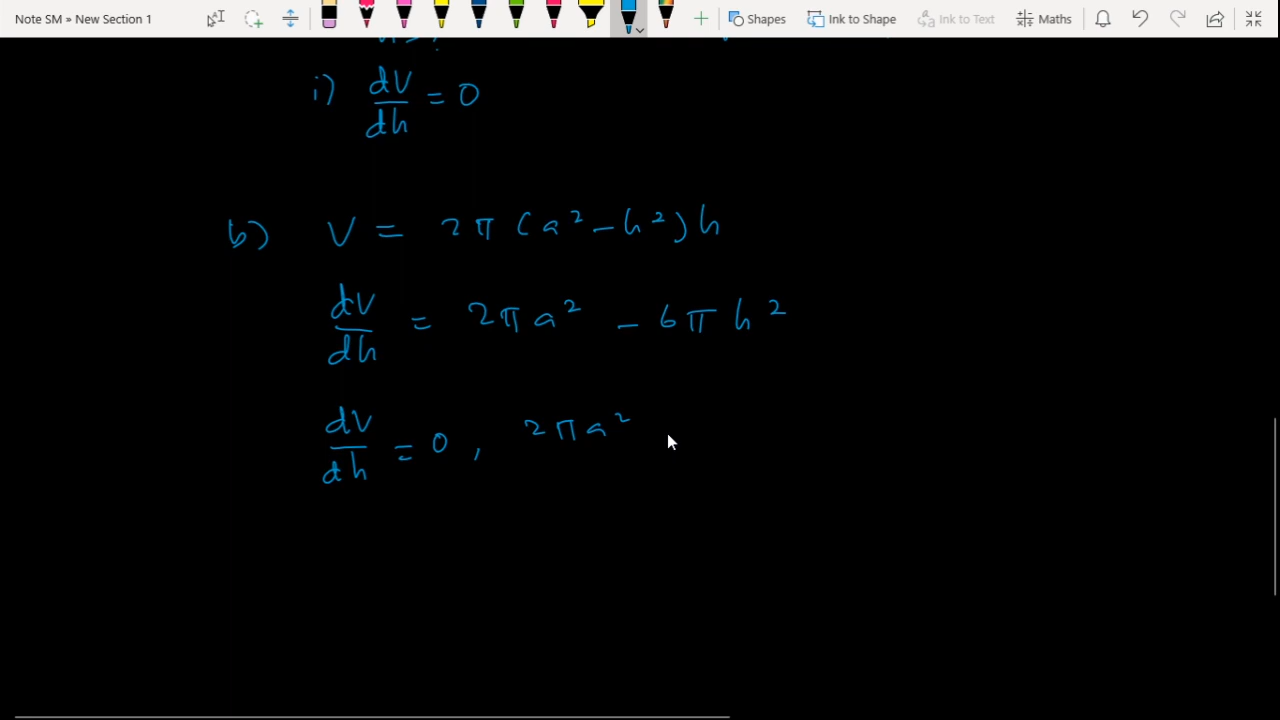 Note SM » New Section 1
Shapes
Ink to Shape
Ink to Text
Maths
i) dV/dh = 0
b) V = 2π (a² – h²) h
dV/dh = 2πa² – 6πh²
dV/dh = 0, 2πa²